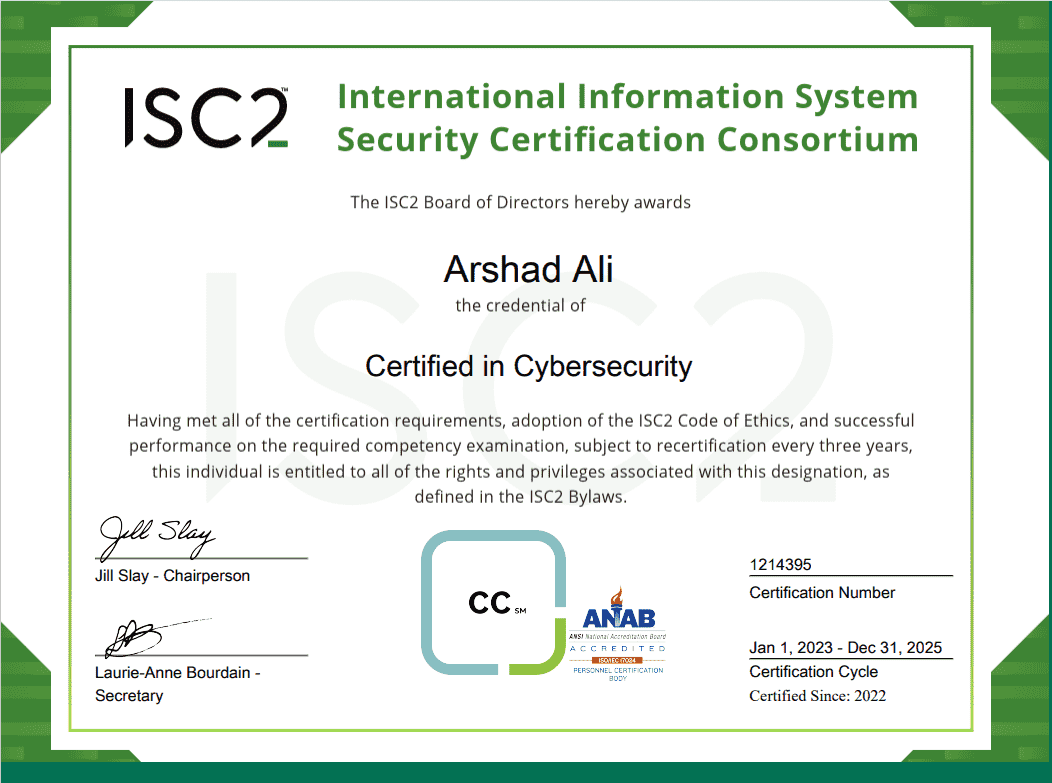 ISC2™
International Information System
Security Certification Consortium
The ISC2 Board of Directors hereby awards
Arshad Ali
the credential of
Certified in Cybersecurity
Having met all of the certification requirements, adoption of the ISC2 Code of Ethics, and successful
performance on the required competency examination, subject to recertification every three years,
this individual is entitled to all of the rights and privileges associated with this designation, as
defined in the ISC2 Bylaws.
Jill Slay
Jill Slay - Chairperson
Laurie-Anne Bourdain -
Secretary
CC SM
ANAB
ANSI National Accreditation Board
ACCREDITED
ISO/IEC 17024
PERSONNEL CERTIFICATION
BODY
1214395
Certification Number
Jan 1, 2023 - Dec 31, 2025
Certification Cycle
Certified Since: 2022